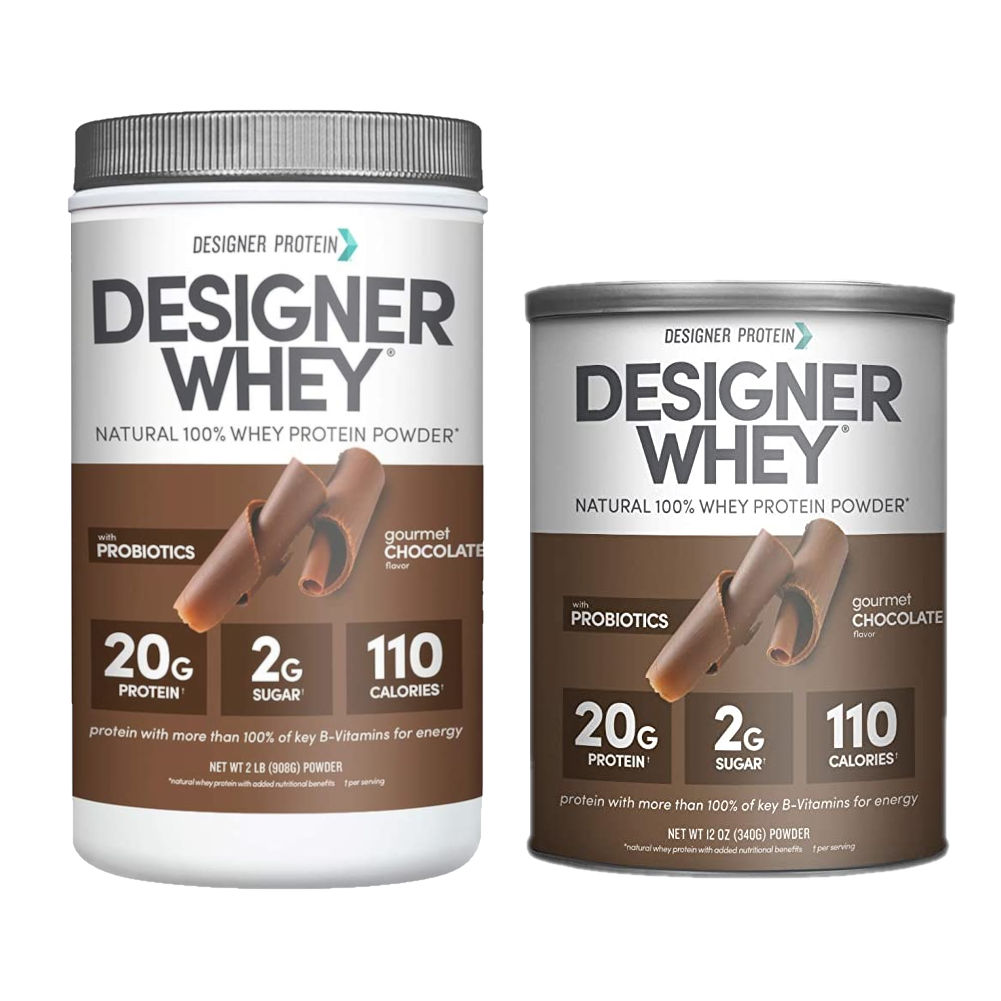 DESIGNER PROTEIN
DESIGNER
WHEY®
NATURAL 100% WHEY PROTEIN POWDER*
with
PROBIOTICS
gourmet
CHOCOLATE
flavor
20G
PROTEIN†
2G
SUGAR†
110
CALORIES†
protein with more than 100% of key B-Vitamins for energy
NET WT 2 LB (908G) POWDER
*natural whey protein with added nutritional benefits †per serving
DESIGNER PROTEIN
DESIGNER
WHEY®
NATURAL 100% WHEY PROTEIN POWDER*
with
PROBIOTICS
gourmet
CHOCOLATE
flavor
20G
PROTEIN†
2G
SUGAR†
110
CALORIES†
protein with more than 100% of key B-Vitamins for energy
NET WT 12 OZ (340G) POWDER
*natural whey protein with added nutritional benefits †per serving